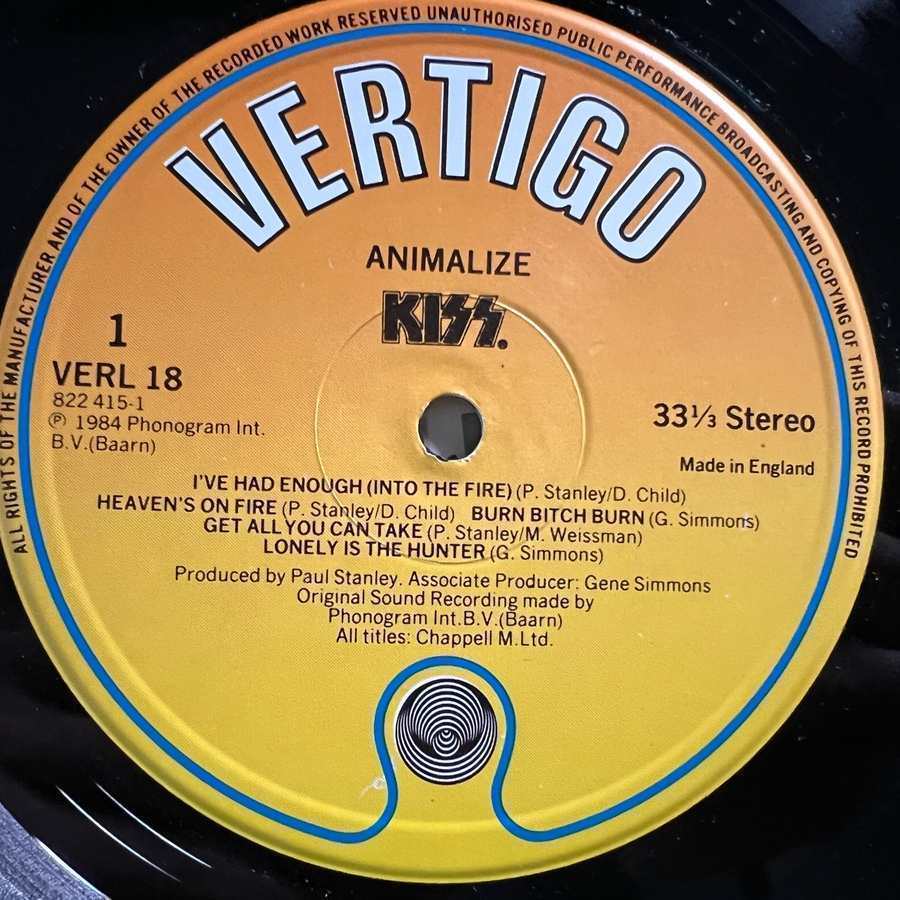 ALL RIGHTS OF THE MANUFACTURER AND OF THE OWNER OF THE RECORDED WORK RESERVED UNAUTHORISED PUBLIC PERFORMANCE BROADCASTING AND COPYING OF THIS RECORD PROHIBITED
VERTIGO
ANIMALIZE
KISS.
1
VERL 18
822 415-1
℗ 1984 Phonogram Int.
B.V.(Baarn)
33⅓ Stereo
Made in England
I'VE HAD ENOUGH (INTO THE FIRE) (P. Stanley/D. Child)
HEAVEN'S ON FIRE (P. Stanley/D. Child) BURN BITCH BURN (G. Simmons)
GET ALL YOU CAN TAKE (P. Stanley/M. Weissman)
LONELY IS THE HUNTER (G. Simmons)
Produced by Paul Stanley. Associate Producer: Gene Simmons
Original Sound Recording made by
Phonogram Int.B.V.(Baarn)
All titles: Chappell M.Ltd.